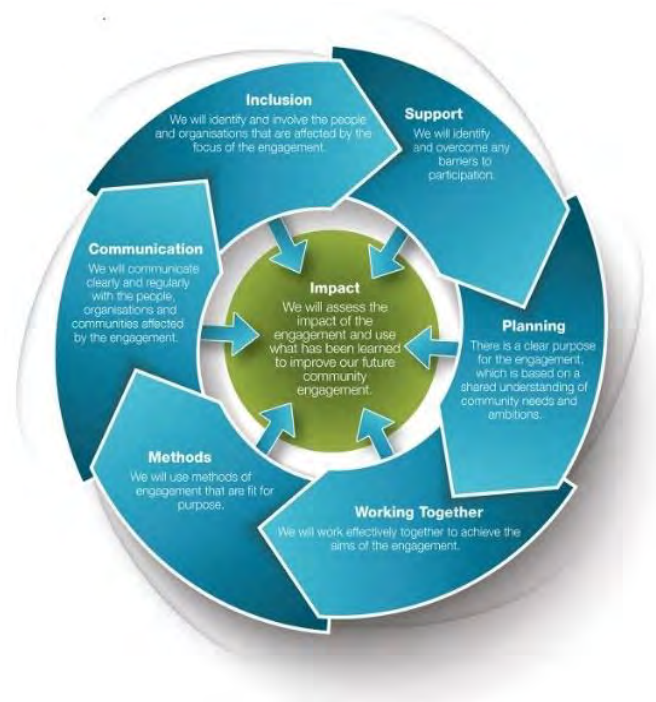 Inclusion
We will identify and involve the people
and organisations that are affected by the
focus of the engagement.
Support
We will identify
and overcome any
barriers to
participation.
Planning
There is a clear purpose
for the engagement,
which is based on a
shared understanding of
community needs and
ambitions.
Working Together
We will work effectively together to achieve the
aims of the engagement.
Methods
We will use methods of
engagement that are fit for
purpose.
Communication
We will communicate
clearly and regularly
with the people,
organisations and
communities affected
by the engagement.
Impact
We will assess the
impact of the
engagement and use
what has been learned
to improve our future
community
engagement.